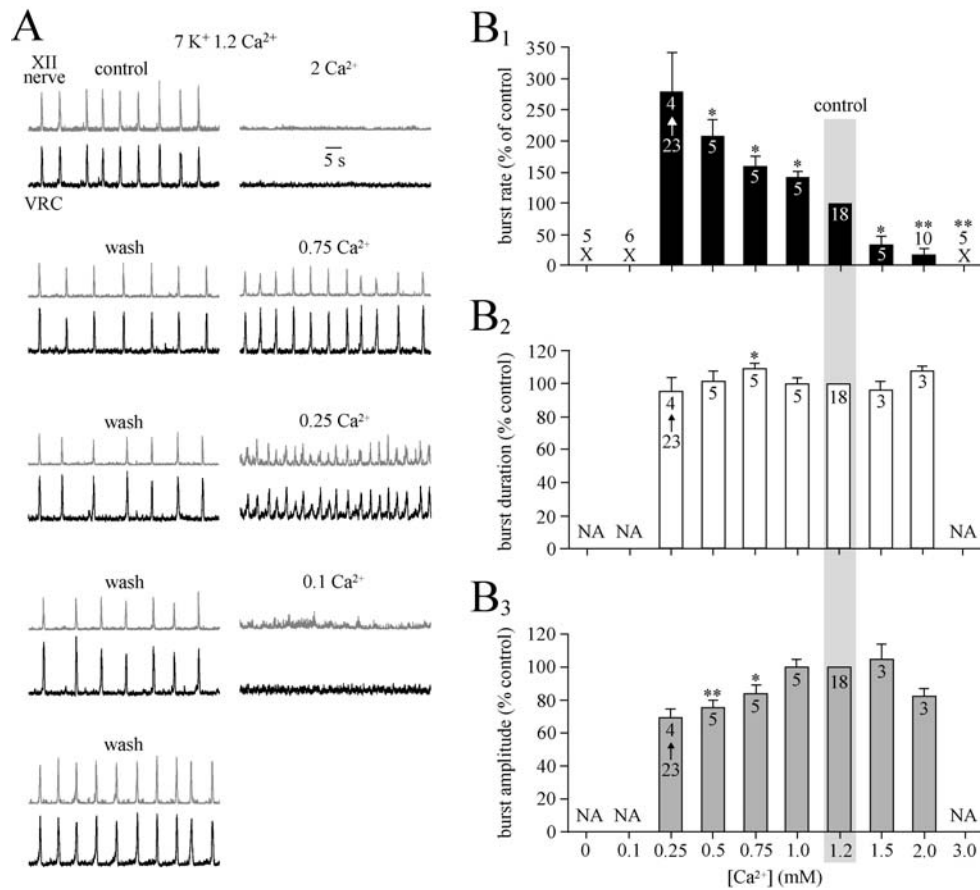 A
7 K⁺ 1.2 Ca²⁺
XII nerve
control
2 Ca²⁺
5 s
VRC
wash
0.75 Ca²⁺
wash
0.25 Ca²⁺
wash
0.1 Ca²⁺
wash
B₁
burst rate (% of control)
350
300
250
200
150
100
50
0
control
5
X
6
X
4
23
*
5
*
5
*
5
18
*
5
**
10
**
5
X
B₂
burst duration (% control)
120
100
80
60
40
20
0
NA
NA
4
23
5
*
5
5
18
3
3
NA
B₃
burst amplitude (% control)
120
100
80
60
40
20
0
NA
NA
4
23
**
5
*
5
5
18
3
3
NA
0 0.1 0.25 0.5 0.75 1.0 1.2 1.5 2.0 3.0
[Ca²⁺] (mM)